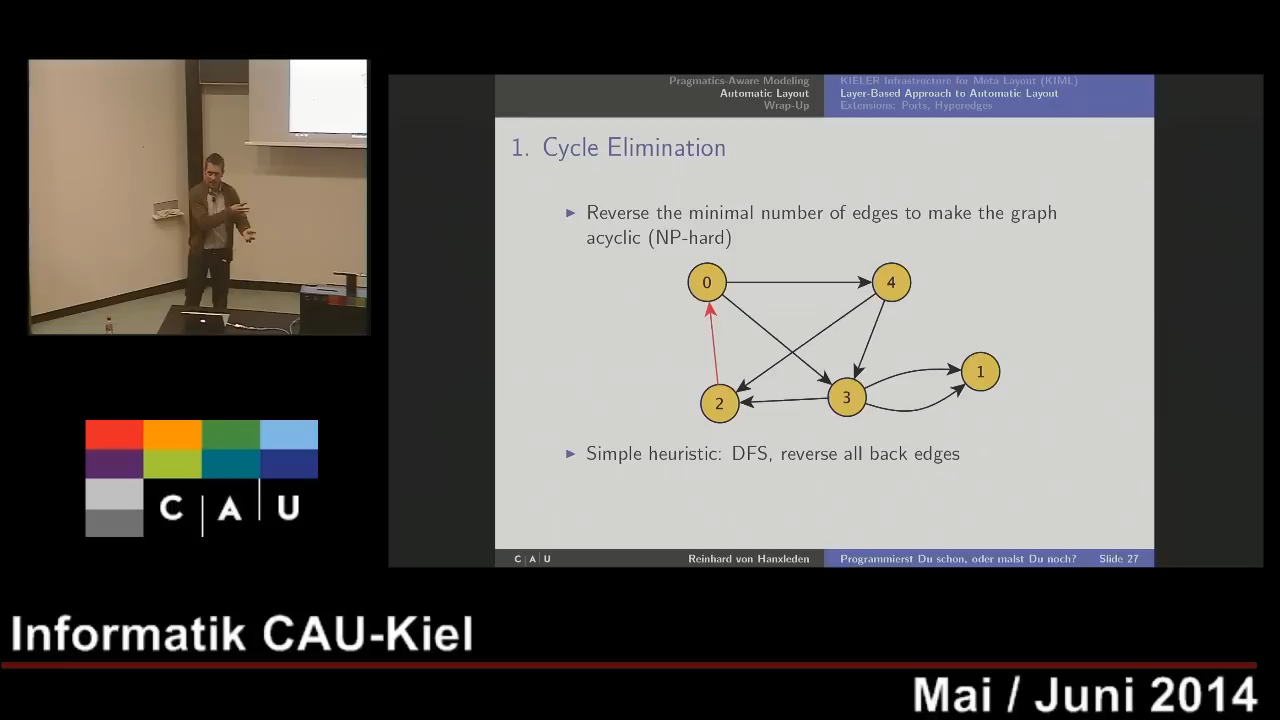 Pragmatics-Aware Modeling
Automatic Layout
Wrap-Up
KIELER Infrastructure for Meta Layout (KIML)
Layer-Based Approach to Automatic Layout
Extensions: Ports, Hyperedges
1. Cycle Elimination
Reverse the minimal number of edges to make the graph
acyclic (NP-hard)
0
4
1
2
3
Simple heuristic: DFS, reverse all back edges
C A U
Reinhard von Hanxleden
Programmierst Du schon, oder malst Du noch?
Slide 27
C A U
Informatik CAU-Kiel
Mai / Juni 2014